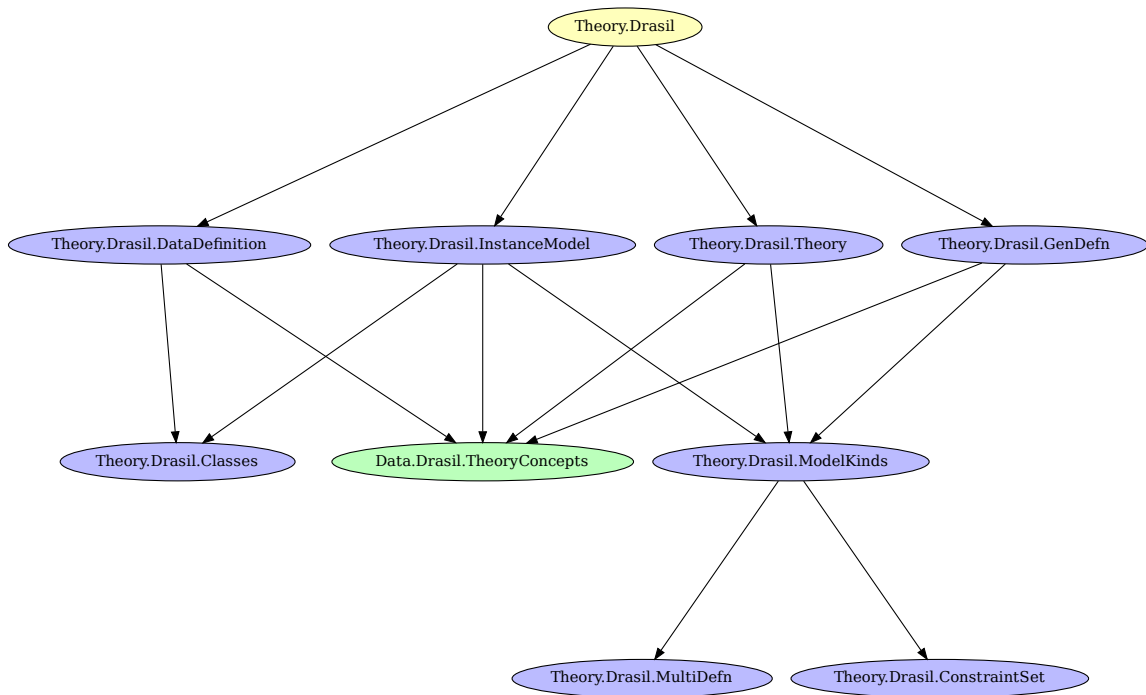 Theory.Drasil
Theory.Drasil.DataDefinition
Theory.Drasil.InstanceModel
Theory.Drasil.Theory
Theory.Drasil.GenDefn
Theory.Drasil.Classes
Data.Drasil.TheoryConcepts
Theory.Drasil.ModelKinds
Theory.Drasil.MultiDefn
Theory.Drasil.ConstraintSet